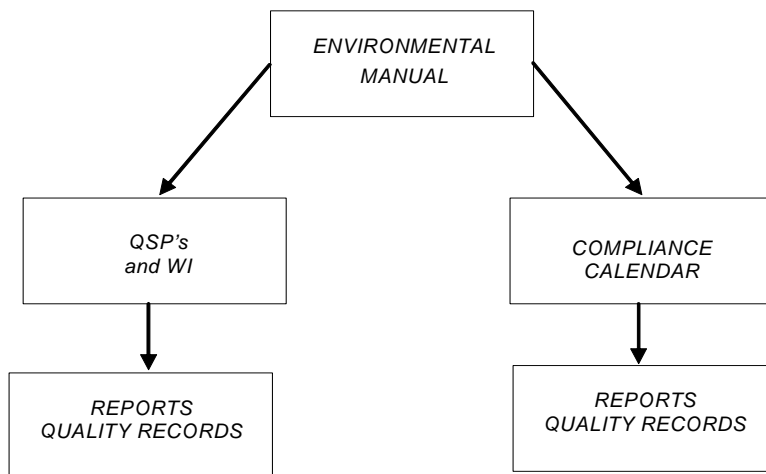 ENVIRONMENTAL
MANUAL
QSP's
and WI
COMPLIANCE
CALENDAR
REPORTS
QUALITY RECORDS
REPORTS
QUALITY RECORDS